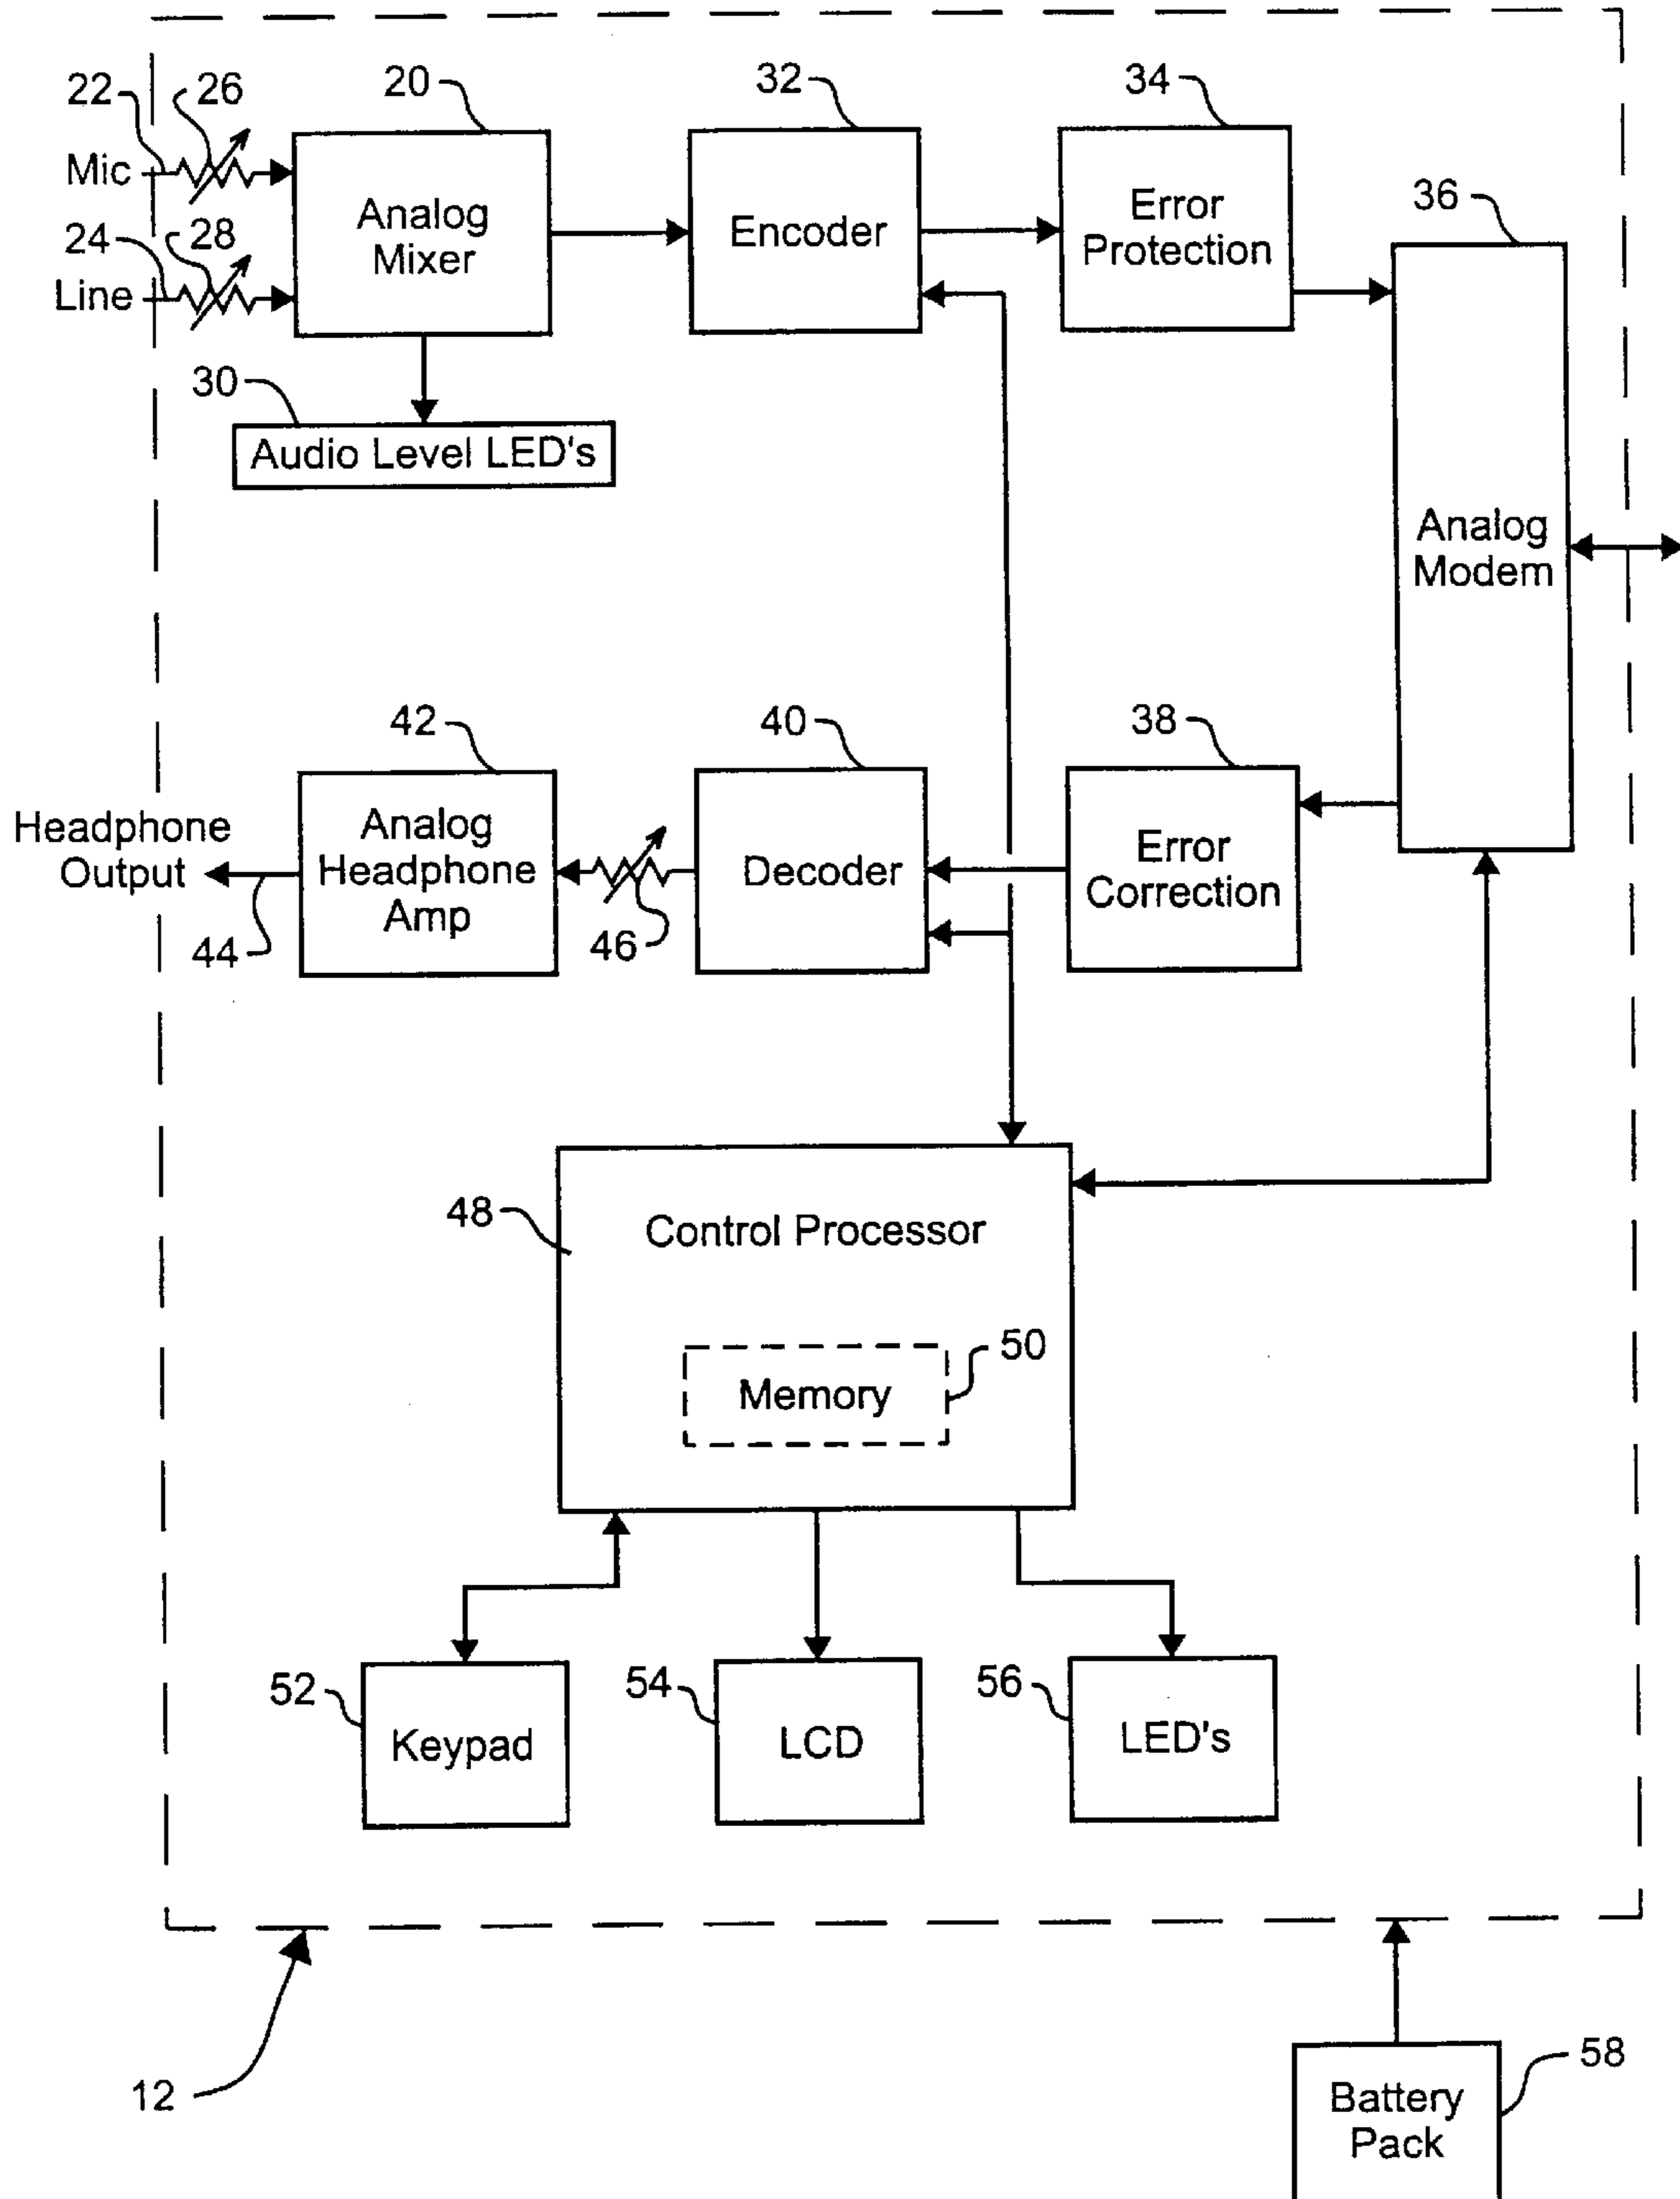 22
26
20
32
34
Mic
Analog
Mixer
Encoder
Error
Protection
36
24
28
Line
30
Audio Level LED's
Analog
Modem
42
40
38
Headphone
Output
Analog
Headphone
Amp
Decoder
Error
Correction
44
46
48
Control Processor
50
Memory
52
54
56
Keypad
LCD
LED's
12
58
Battery
Pack